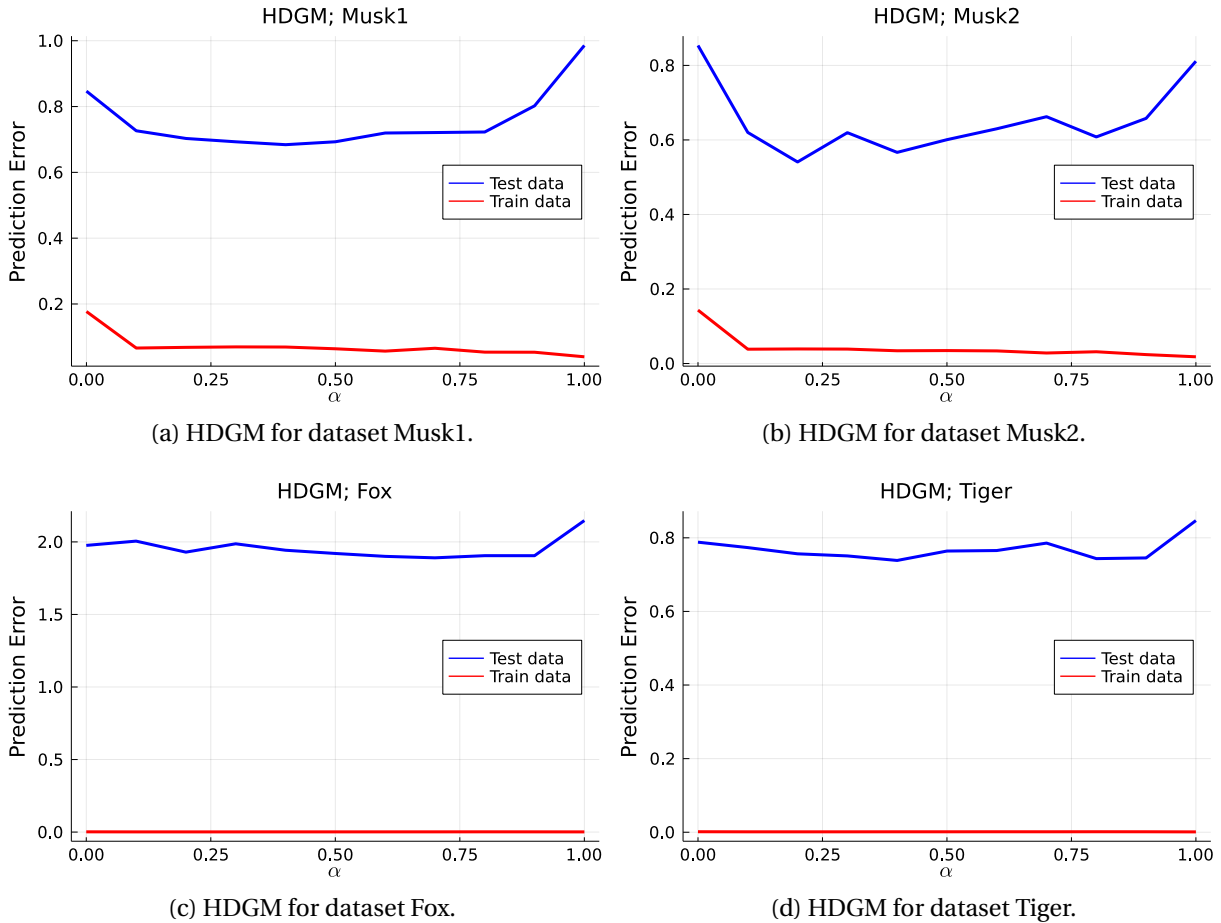 HDGM; Musk1
1.0
0.8
0.6
0.4
0.2
Prediction Error
Test data
Train data
0.00 0.25 0.50 0.75 1.00
α
(a) HDGM for dataset Musk1.
HDGM; Musk2
0.8
0.6
0.4
0.2
0.0
Prediction Error
Test data
Train data
0.00 0.25 0.50 0.75 1.00
α
(b) HDGM for dataset Musk2.
HDGM; Fox
2.0
1.5
1.0
0.5
0.0
Prediction Error
Test data
Train data
0.00 0.25 0.50 0.75 1.00
α
(c) HDGM for dataset Fox.
HDGM; Tiger
0.8
0.6
0.4
0.2
0.0
Prediction Error
Test data
Train data
0.00 0.25 0.50 0.75 1.00
α
(d) HDGM for dataset Tiger.